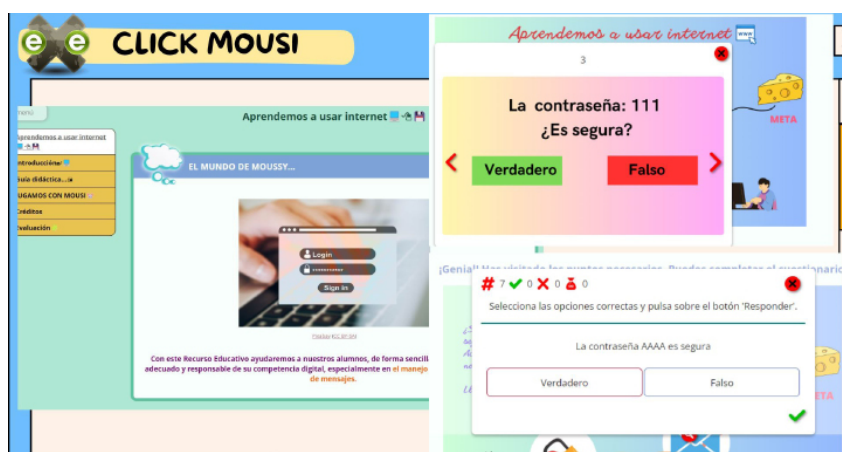 e e CLICK MOUSI
Aprendemos a usar internet
Aprendemos a usar internet
Introducción
Guía didáctica...
JUGAMOS CON MOUSI
Créditos
Evaluación
EL MUNDO DE MOUSSY...
Login
Sign in
Con este Recurso Educativo ayudaremos a nuestros alumnos, de forma sencill
adecuado y responsable de su competencia digital, especialmente en el manejo
de mensajes.
Aprendemos a usar internet
www
3
La contraseña: 111
¿Es segura?
Verdadero Falso
META
¡Genial! Has visitado los puntos necesarios. Puedes completar el cuestionario
# 7 0 0 0
Selecciona las opciones correctas y pulsa sobre el botón 'Responder'.
La contraseña AAAA es segura
Verdadero Falso
META